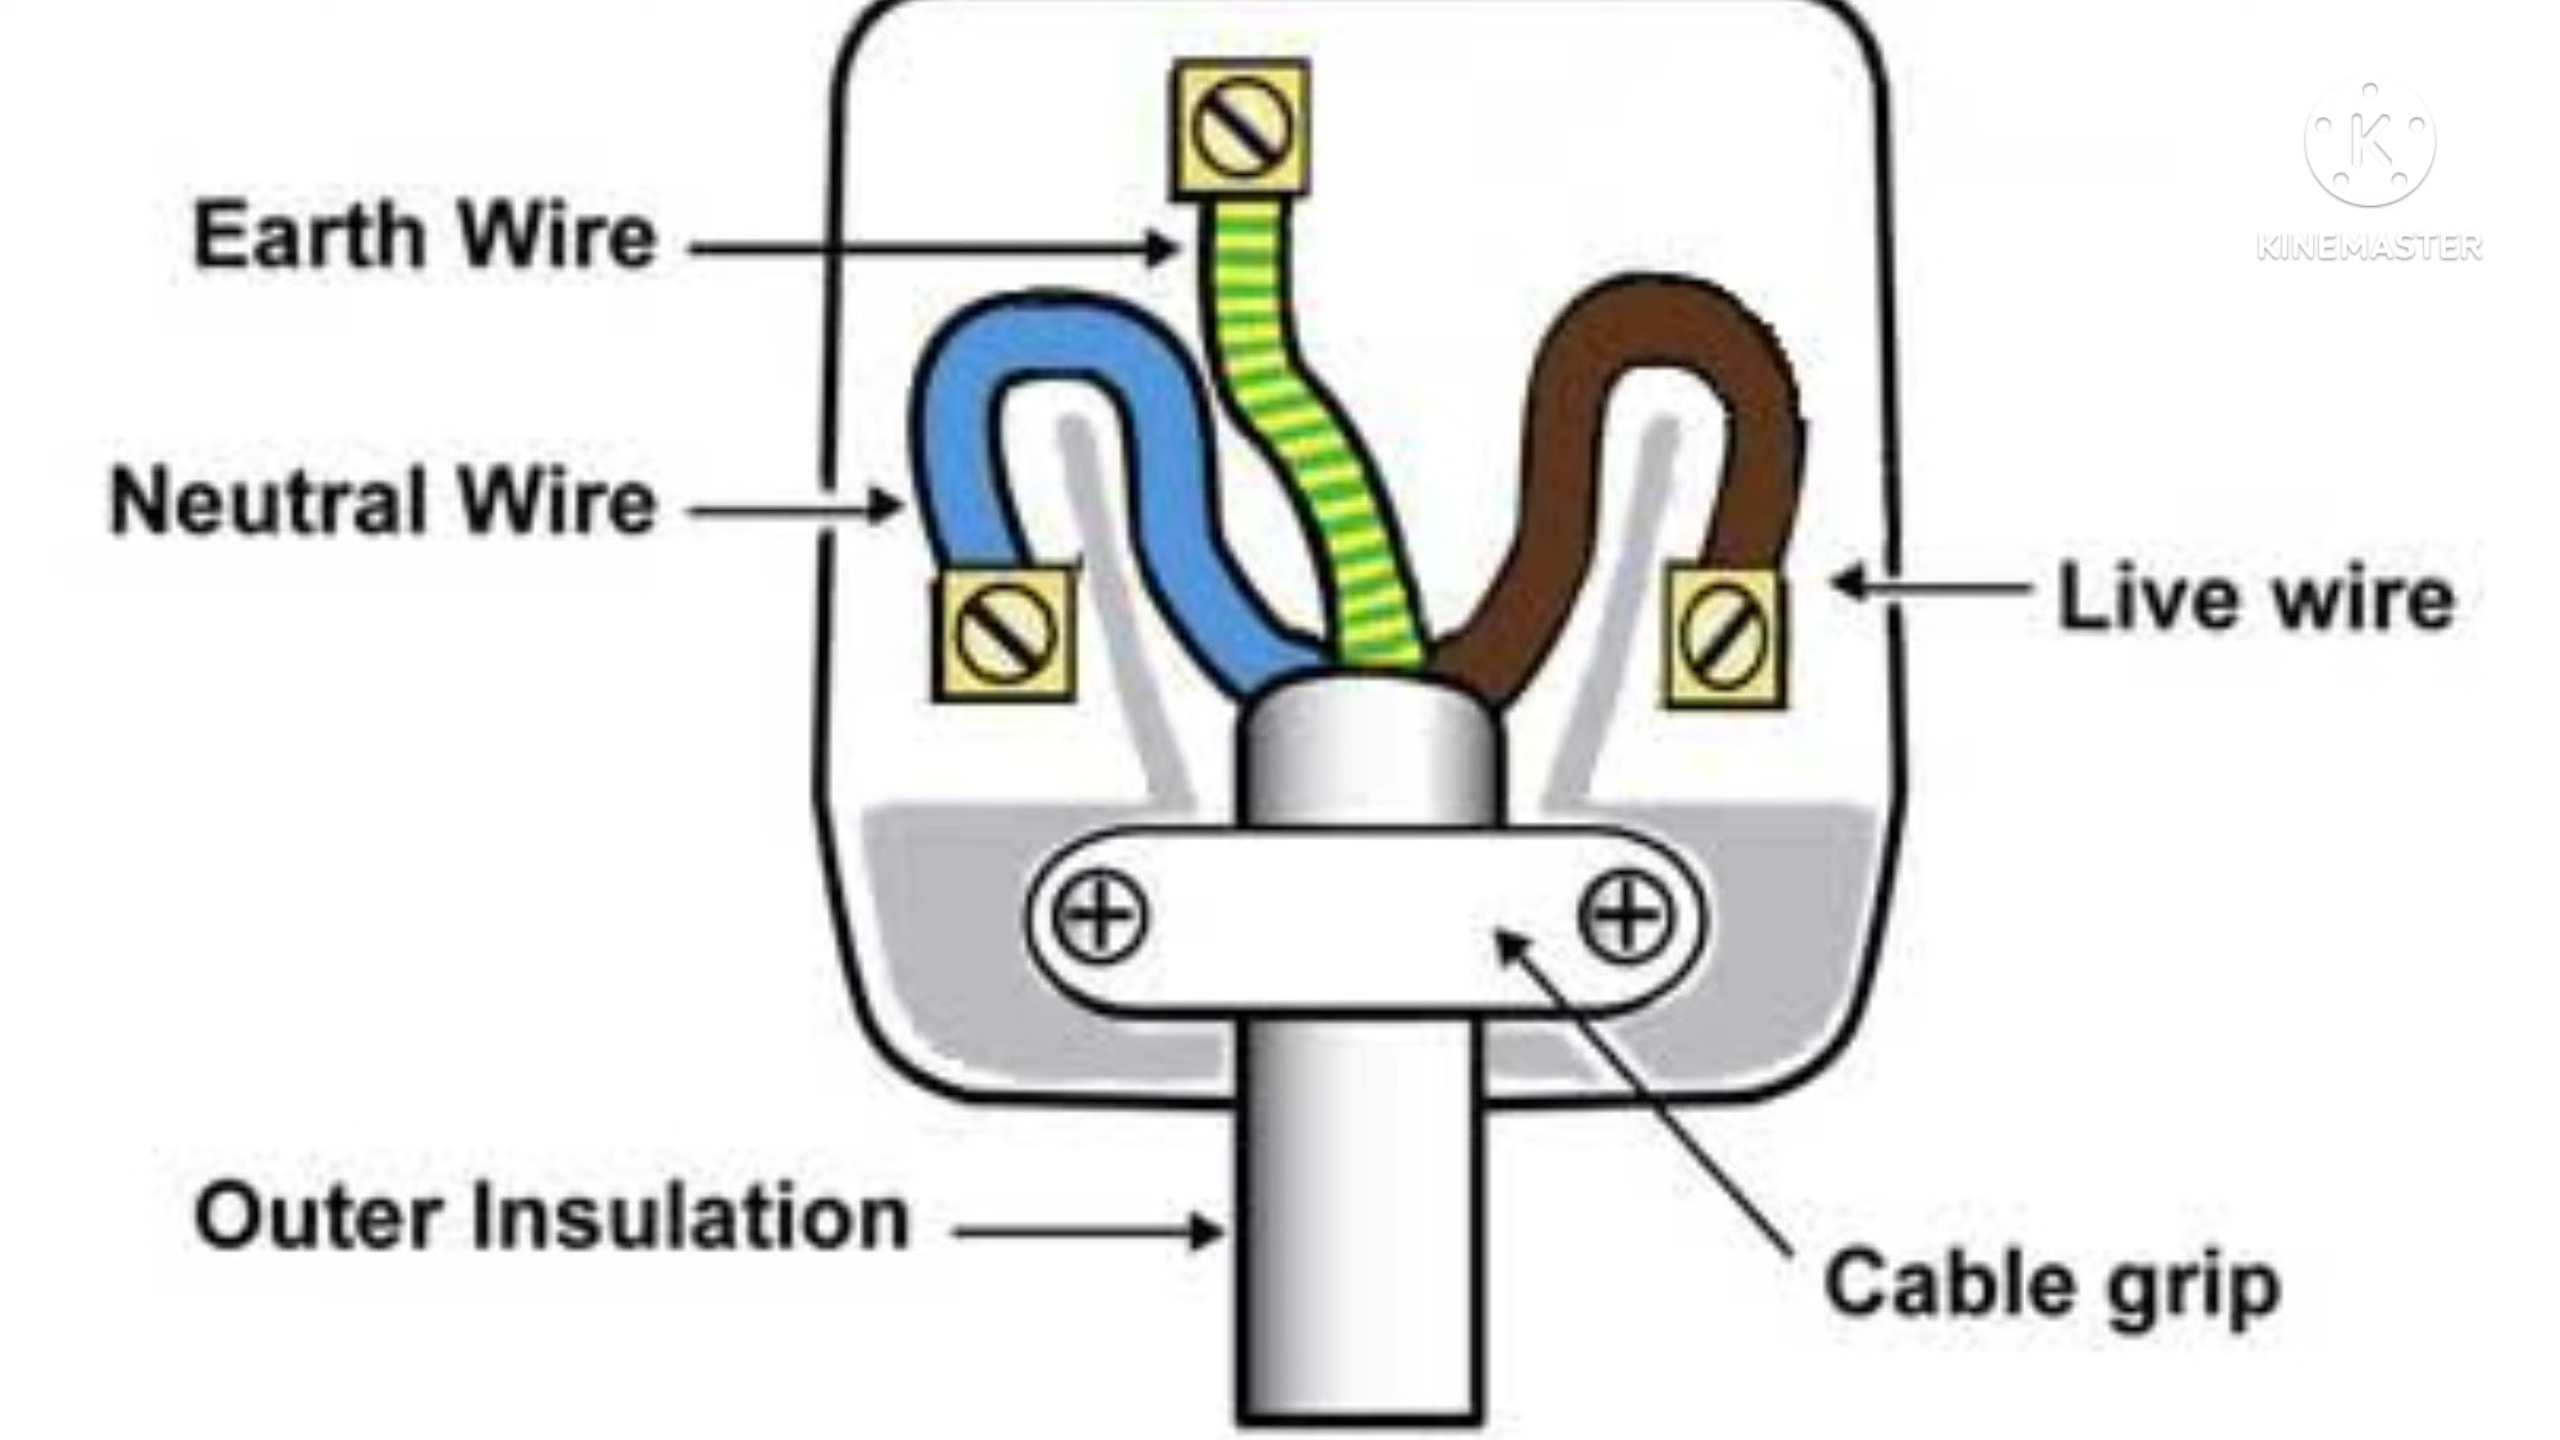 Earth Wire
K
KINEMASTER
Neutral Wire
Live wire
Outer Insulation
Cable grip